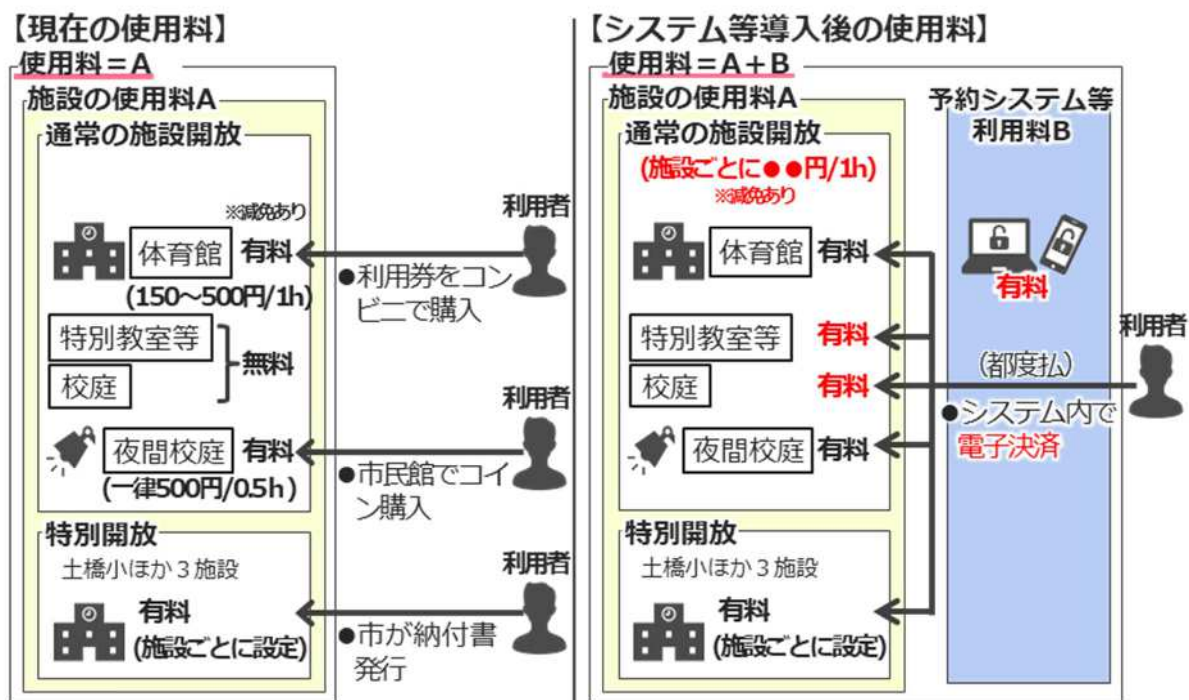 【現在の使用料】
使用料＝A
施設の使用料A
通常の施設開放
※減免あり
体育館 有料
(150～500円/1h)
利用者
●利用券をコン
ビニで購入
特別教室等
校庭
無料
夜間校庭 有料
(一律500円/0.5h)
利用者
●市民館でコイ
ン購入
特別開放
土橋小ほか３施設
有料
(施設ごとに設定)
利用者
●市が納付書
発行
【システム等導入後の使用料】
使用料＝A＋B
施設の使用料A
通常の施設開放
(施設ごとに●●円/1h)
※減免あり
体育館 有料
特別教室等 有料
校庭 有料
夜間校庭 有料
特別開放
土橋小ほか３施設
有料
(施設ごとに設定)
予約システム等
利用料B
有料
利用者
(都度払)
●システム内で
電子決済